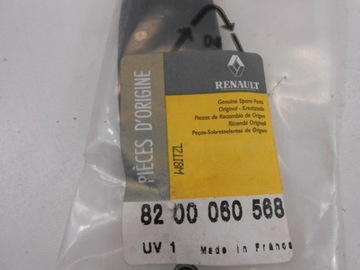 04
RENAULT
Genuine Spare Parts
Original - Ersatzteile
Piezas de Recambio de Origen
Ricambi Originali
Peças-Sobresselentes de Origem
PIÈCES D'ORIGINE
W8ITZL
82 00 060 568
UV 1 Made in France